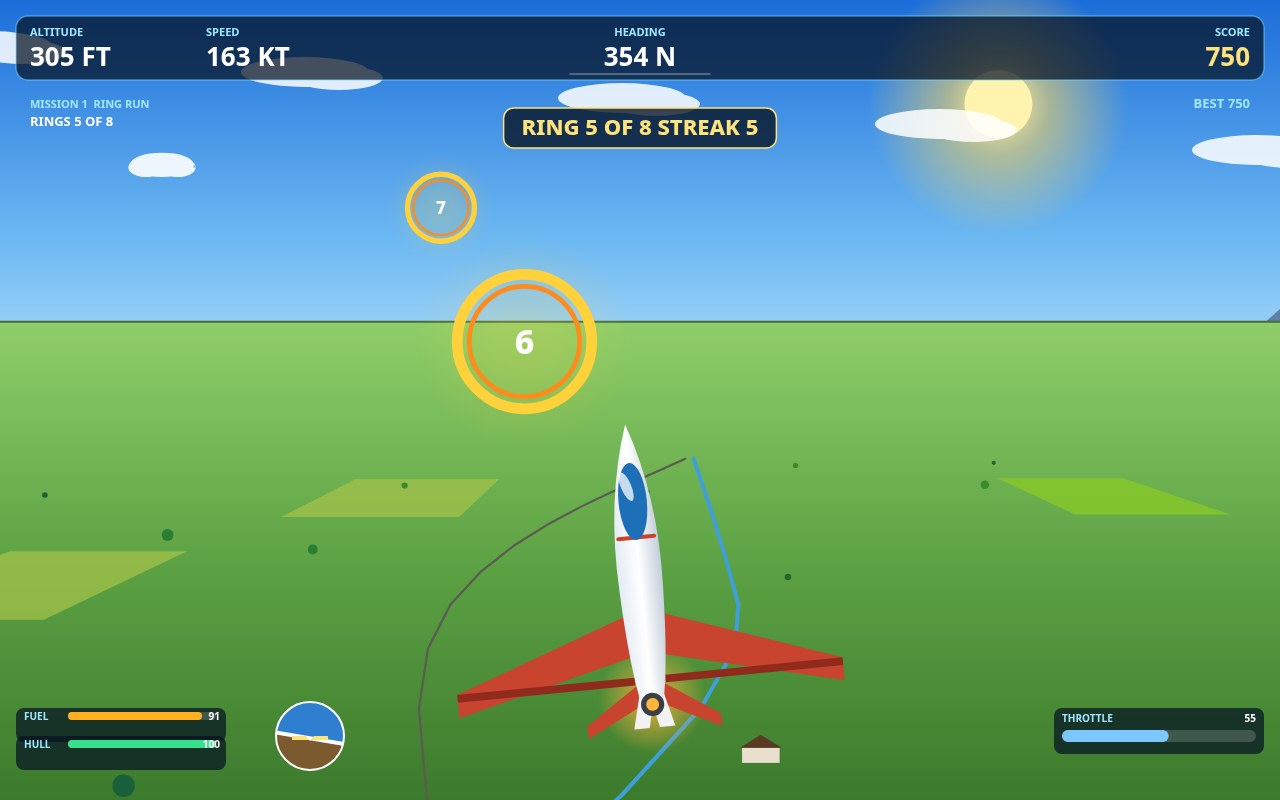 ALTITUDE
305 FT
SPEED
163 KT
HEADING
354 N
SCORE
750
MISSION 1 RING RUN
RINGS 5 OF 8
BEST 750
RING 5 OF 8 STREAK 5
7
6
FUEL
91
HULL
100
THROTTLE
55